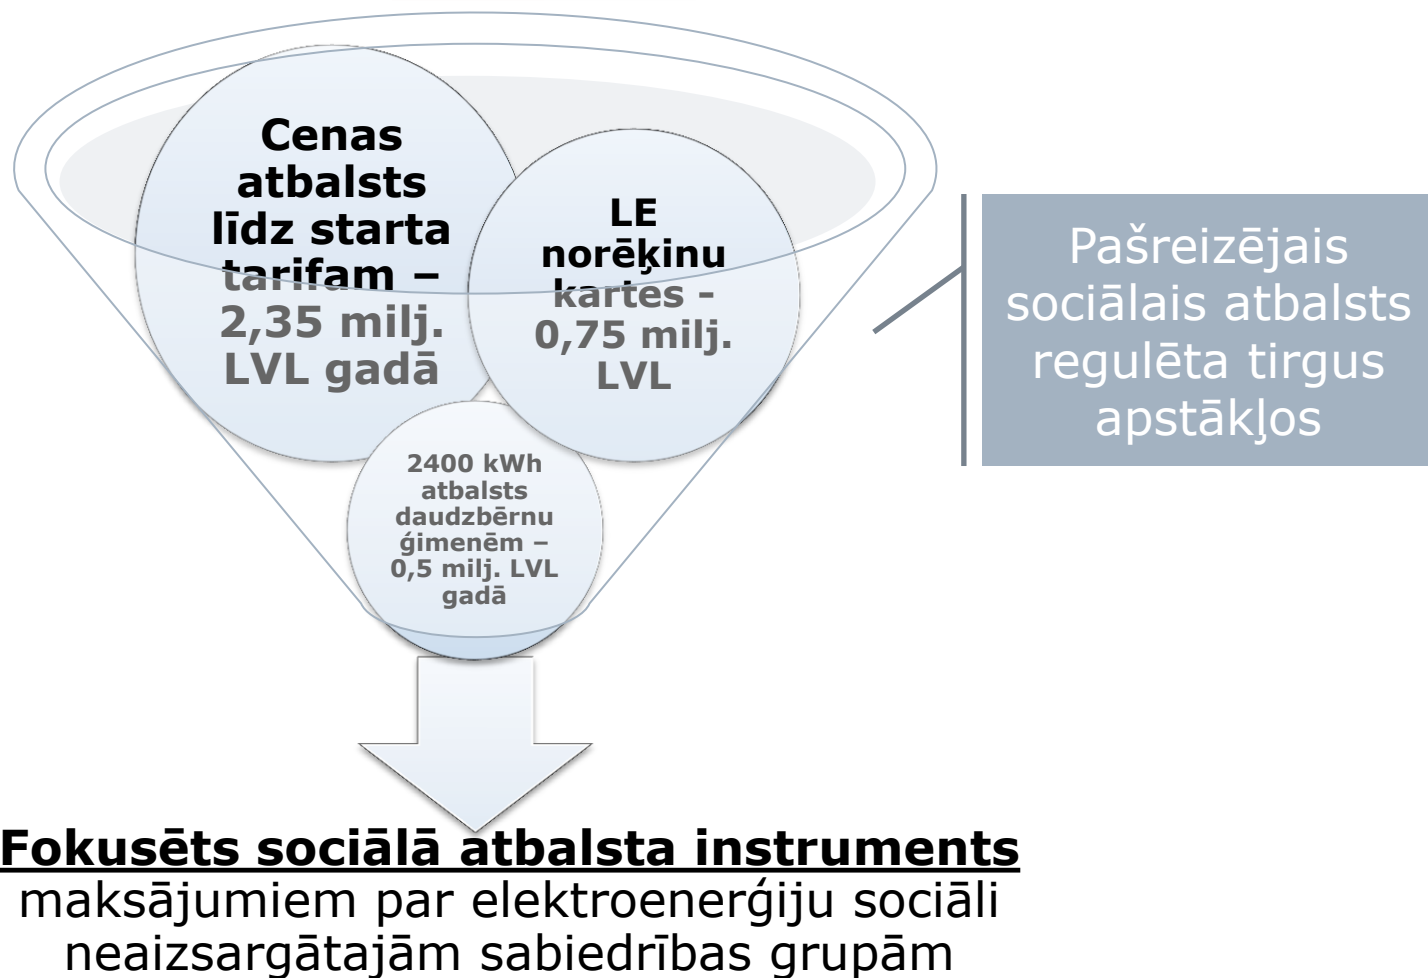 Cenas
atbalsts
līdz starta
tarifam –
2,35 milj.
LVL gadā
LE
norēķinu
kartes -
0,75 milj.
LVL
2400 kWh
atbalsts
daudzbērnu
ģimenēm –
0,5 milj. LVL
gadā
Pašreizējais
sociālais atbalsts
regulēta tirgus
apstākļos
Fokusēts sociālā atbalsta instruments
maksājumiem par elektroenerģiju sociāli
neaizsargātajām sabiedrības grupām